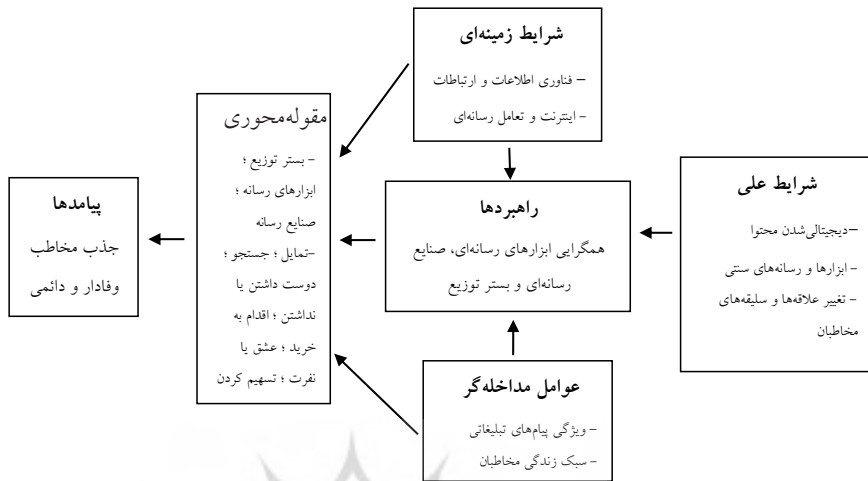 شرایط زمینه‌ای
– فناوری اطلاعات و ارتباطات
– اینترنت و تعامل رسانه‌ای
شرایط علی
–دیجیتالی‌شدن محتوا
– ابزارها و رسانه‌های سنتی
– تغییر علاقه‌ها و سلیقه‌های
مخاطبان
راهبردها
همگرایی ابزارهای رسانه‌ای، صنایع
رسانه‌ای و بستر توزیع
عوامل مداخله‌گر
– ویژگی پیام‌های تبلیغاتی
– سبک زندگی مخاطبان
مقوله‌محوری
– بستر توزیع ؛
ابزارهای رسانه ؛
صنایع رسانه
–تمایل ؛ جستجو ؛
دوست داشتن یا
نداشتن ؛ اقدام به
خرید ؛ عشق یا
نفرت ؛ تسهیم کردن
پیامدها
جذب مخاطب
وفادار و دائمی